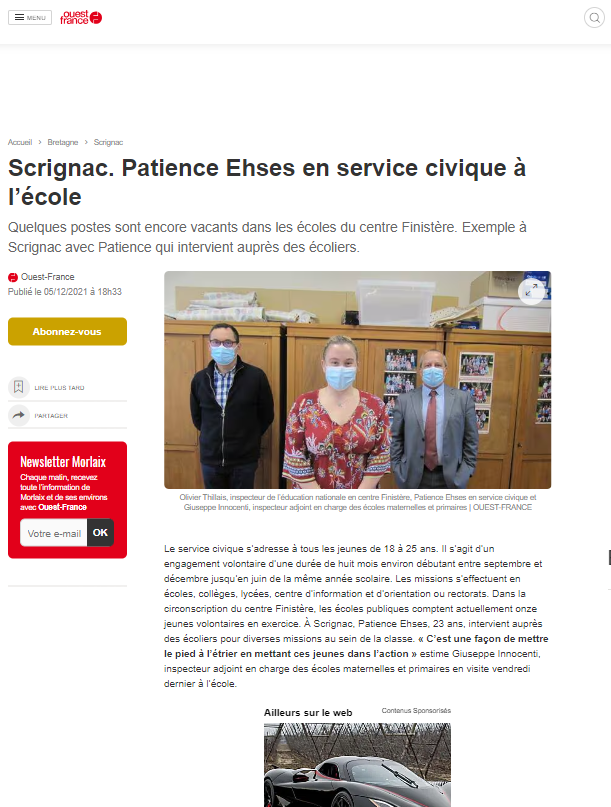 MENU
ouest
france
Accueil > Bretagne > Scrignac
Scrignac. Patience Ehses en service civique à
l'école
Quelques postes sont encore vacants dans les écoles du centre Finistère. Exemple à
Scrignac avec Patience qui intervient auprès des écoliers.
Ouest-France
Publié le 05/12/2021 à 18h33
Abonnez-vous
LIRE PLUS TARD
PARTAGER
Newsletter Morlaix
Chaque matin, recevez
toute l'information de
Morlaix et de ses environs
avec Ouest-France
Votre e-mail OK
Olivier Thillais, inspecteur de l'éducation nationale en centre Finistère, Patience Ehses en service civique et
Giuseppe Innocenti, inspecteur adjoint en charge des écoles maternelles et primaires | OUEST-FRANCE
Le service civique s'adresse à tous les jeunes de 18 à 25 ans. Il s'agit d'un
engagement volontaire d'une durée de huit mois environ débutant entre septembre et
décembre jusqu'en juin de la même année scolaire. Les missions s'effectuent en
écoles, collèges, lycées, centre d'information et d'orientation ou rectorats. Dans la
circonscription du centre Finistère, les écoles publiques comptent actuellement onze
jeunes volontaires en exercice. À Scrignac, Patience Ehses, 23 ans, intervient auprès
des écoliers pour diverses missions au sein de la classe. « C'est une façon de mettre
le pied à l'étrier en mettant ces jeunes dans l'action » estime Giuseppe Innocenti,
inspecteur adjoint en charge des écoles maternelles et primaires en visite vendredi
dernier à l'école.
Ailleurs sur le web
Contenus Sponsorisés